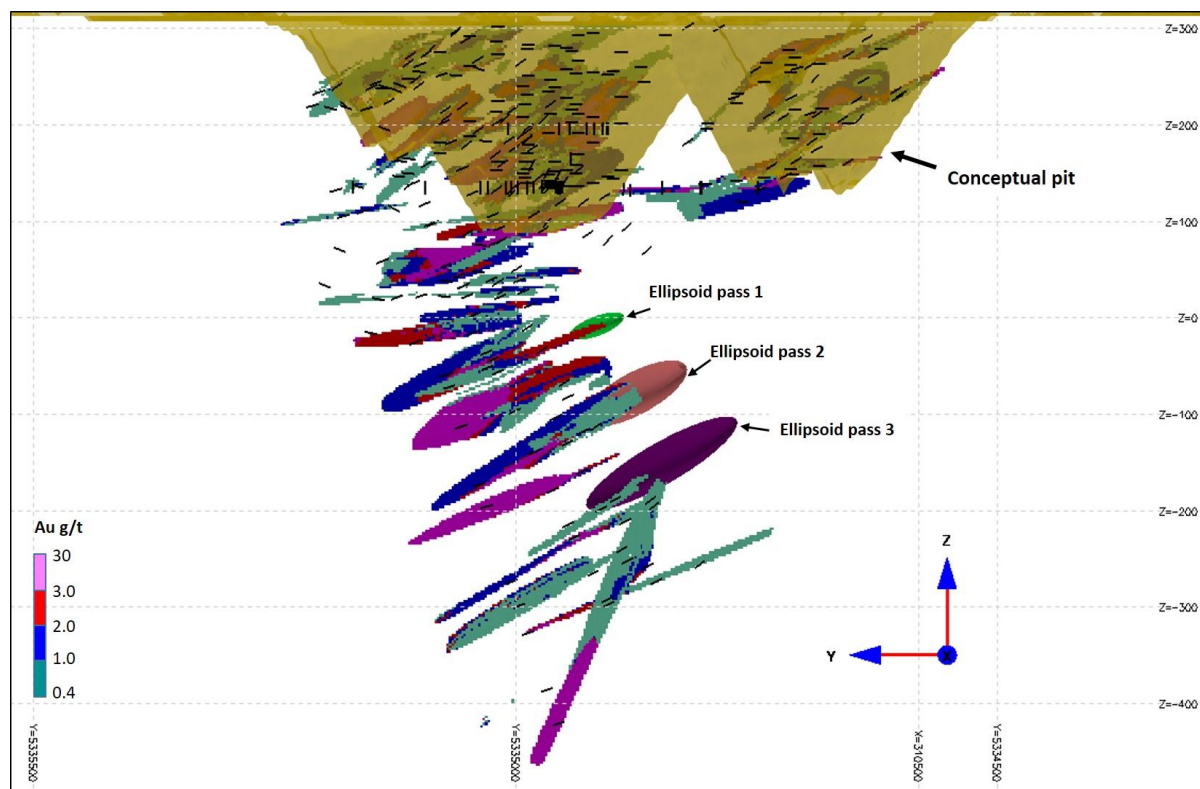 Z=300
Z=200
Conceptual pit
Z=100
Ellipsoid pass 1
Z=0
Ellipsoid pass 2
Z=-100
Ellipsoid pass 3
Z=-200
Au g/t
30
3.0
2.0
1.0
0.4
Z
Z=-300
Y
X
Z=-400
Y=5335500
Y=5335000
X=310500
Y=5334500